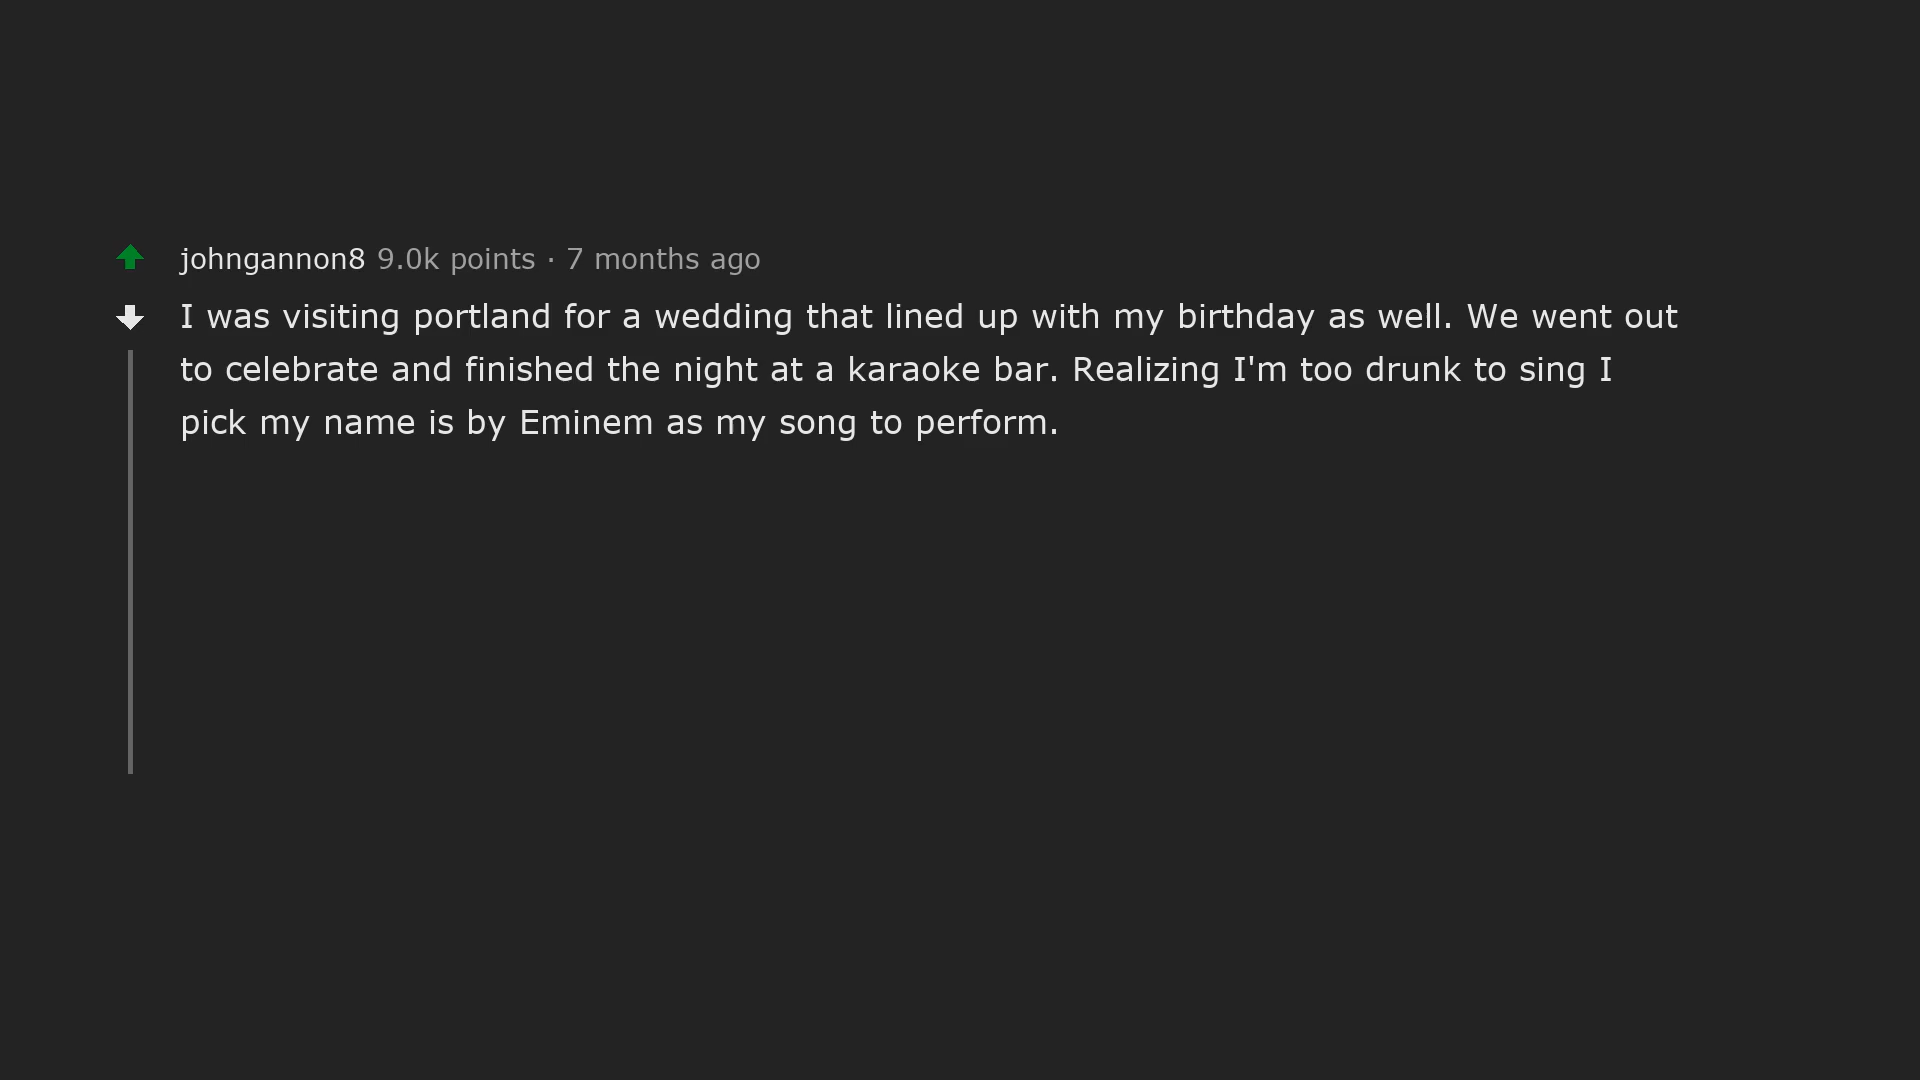 johngannon8 9.0k points · 7 months ago
I was visiting portland for a wedding that lined up with my birthday as well. We went out
to celebrate and finished the night at a karaoke bar. Realizing I'm too drunk to sing I
pick my name is by Eminem as my song to perform.